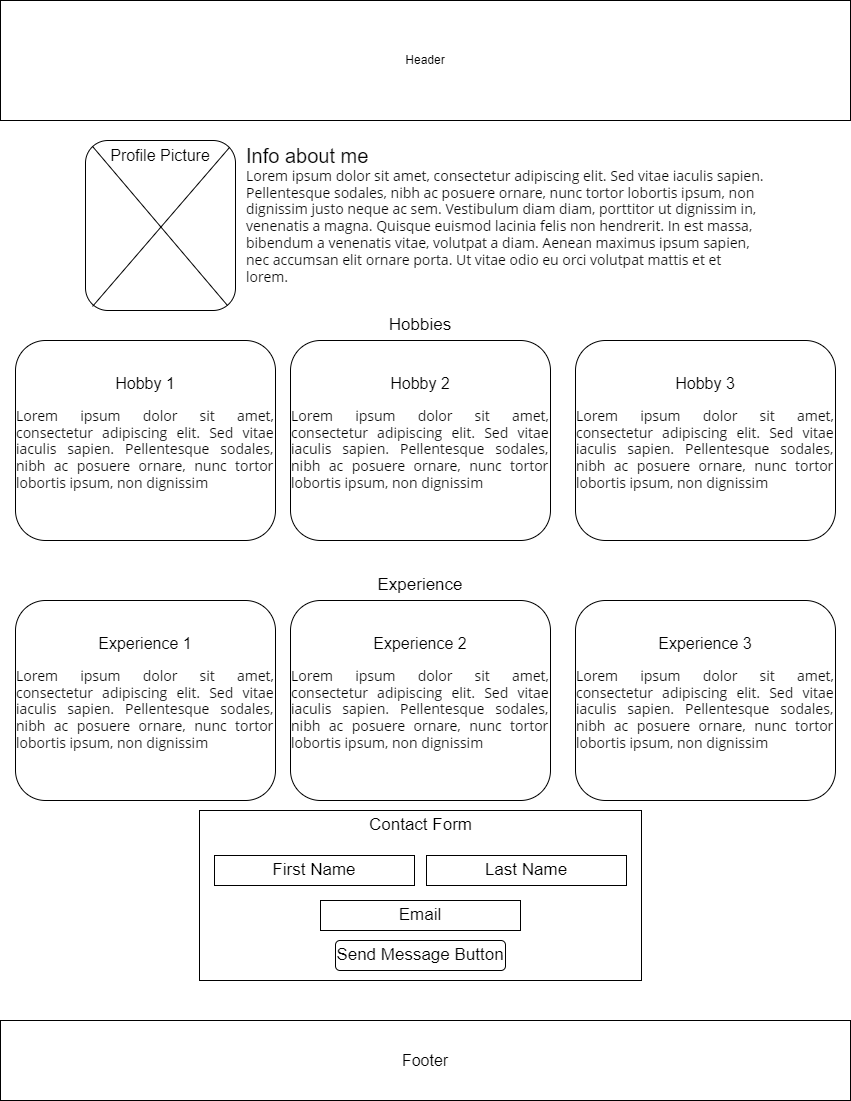 Header
Profile Picture
Info about me
Lorem ipsum dolor sit amet, consectetur adipiscing elit. Sed vitae iaculis sapien.
Pellentesque sodales, nibh ac posuere ornare, nunc tortor lobortis ipsum, non
dignissim justo neque ac sem. Vestibulum diam diam, porttitor ut dignissim in,
venenatis a magna. Quisque euismod lacinia felis non hendrerit. In est massa,
bibendum a venenatis vitae, volutpat a diam. Aenean maximus ipsum sapien,
nec accumsan elit ornare porta. Ut vitae odio eu orci volutpat mattis et et
lorem.
Hobbies
Hobby 1
Lorem ipsum dolor sit amet,
consectetur adipiscing elit. Sed vitae
iaculis sapien. Pellentesque sodales,
nibh ac posuere ornare, nunc tortor
lobortis ipsum, non dignissim
Hobby 2
Lorem ipsum dolor sit amet,
consectetur adipiscing elit. Sed vitae
iaculis sapien. Pellentesque sodales,
nibh ac posuere ornare, nunc tortor
lobortis ipsum, non dignissim
Hobby 3
Lorem ipsum dolor sit amet,
consectetur adipiscing elit. Sed vitae
iaculis sapien. Pellentesque sodales,
nibh ac posuere ornare, nunc tortor
lobortis ipsum, non dignissim
Experience
Experience 1
Lorem ipsum dolor sit amet,
consectetur adipiscing elit. Sed vitae
iaculis sapien. Pellentesque sodales,
nibh ac posuere ornare, nunc tortor
lobortis ipsum, non dignissim
Experience 2
Lorem ipsum dolor sit amet,
consectetur adipiscing elit. Sed vitae
iaculis sapien. Pellentesque sodales,
nibh ac posuere ornare, nunc tortor
lobortis ipsum, non dignissim
Experience 3
Lorem ipsum dolor sit amet,
consectetur adipiscing elit. Sed vitae
iaculis sapien. Pellentesque sodales,
nibh ac posuere ornare, nunc tortor
lobortis ipsum, non dignissim
Contact Form
First Name
Last Name
Email
Send Message Button
Footer